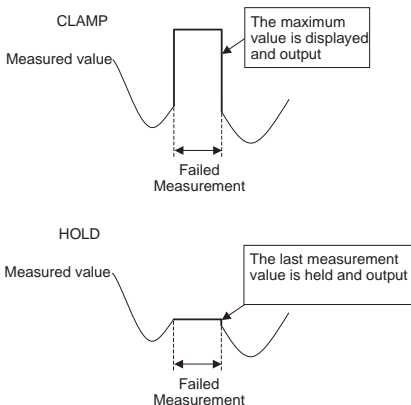 CLAMP
The maximum
value is displayed
and output
Measured value
Failed
Measurement
HOLD
The last measurement
value is held and output
Measured value
Failed
Measurement